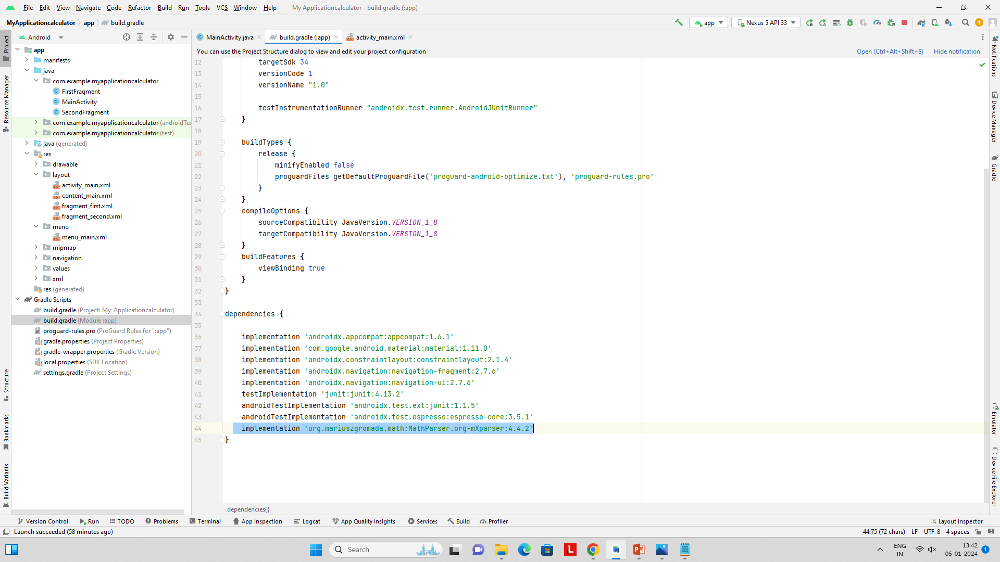 File Edit View Navigate Code Refactor Build Run Tools VCS Window Help My Applicationcalculator - build.gradle (:app)
MyApplicationcalculator app build.gradle
app Nexus 5 API 33
Project
Resource Manager
Structure
Bookmarks
Build Variants
Android
app
manifests
java
com.example.myapplicationcalculator
FirstFragment
MainActivity
SecondFragment
com.example.myapplicationcalculator (androidTes
com.example.myapplicationcalculator (test)
java (generated)
res
drawable
layout
activity_main.xml
content_main.xml
fragment_first.xml
fragment_second.xml
menu
menu_main.xml
mipmap
navigation
values
xml
res (generated)
Gradle Scripts
build.gradle (Project: My_Applicationcalculator)
build.gradle (Module :app)
proguard-rules.pro (ProGuard Rules for ":app")
gradle.properties (Project Properties)
gradle-wrapper.properties (Gradle Version)
local.properties (SDK Location)
settings.gradle (Project Settings)
MainActivity.java build.gradle (:app) activity_main.xml
You can use the Project Structure dialog to view and edit your project configuration Open (Ctrl+Alt+Shift+S) Hide notification
12 targetSdk 34
13 versionCode 1
14 versionName "1.0"
15
16 testInstrumentationRunner "androidx.test.runner.AndroidJUnitRunner"
17 }
18
19 buildTypes {
20 release {
21 minifyEnabled false
22 proguardFiles getDefaultProguardFile('proguard-android-optimize.txt'), 'proguard-rules.pro'
23 }
24 }
25 compileOptions {
26 sourceCompatibility JavaVersion.VERSION_1_8
27 targetCompatibility JavaVersion.VERSION_1_8
28 }
29 buildFeatures {
30 viewBinding true
31 }
32 }
33
34 dependencies {
35
36 implementation 'androidx.appcompat:appcompat:1.6.1'
37 implementation 'com.google.android.material:material:1.11.0'
38 implementation 'androidx.constraintlayout:constraintlayout:2.1.4'
39 implementation 'androidx.navigation:navigation-fragment:2.7.6'
40 implementation 'androidx.navigation:navigation-ui:2.7.6'
41 testImplementation 'junit:junit:4.13.2'
42 androidTestImplementation 'androidx.test.ext:junit:1.1.5'
43 androidTestImplementation 'androidx.test.espresso:espresso-core:3.5.1'
44 implementation 'org.mariuszgromada.math:MathParser.org-mXparser:4.4.2'
45 }
dependencies{}
Notifications
Device Manager
Gradle
Emulator
Device File Explorer
Version Control Run TODO Problems Terminal App Inspection Logcat App Quality Insights Services Build Profiler Layout Inspector
Launch succeeded (58 minutes ago) 44:75 (72 chars) LF UTF-8 4 spaces
Search
L
ENG
IN
13:42
05-01-2024
1